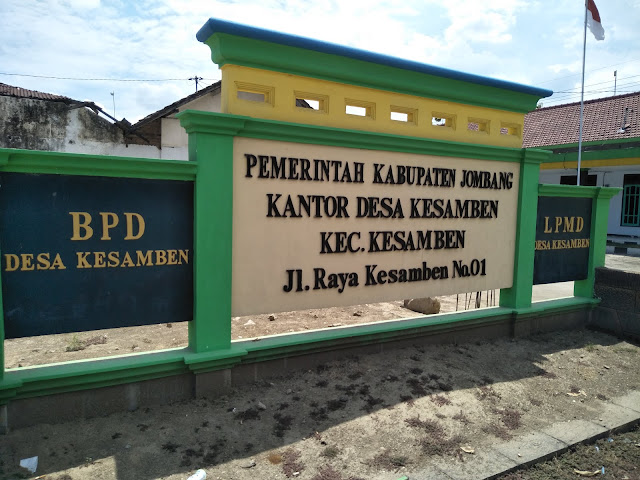 BPD
DESA KESAMBEN
PEMERINTAH KABUPATEN JOMBANG
KANTOR DESA KESAMBEN
KEC. KESAMBEN
Jl. Raya Kesamben No.01
LPMD
DESA KESAMBEN